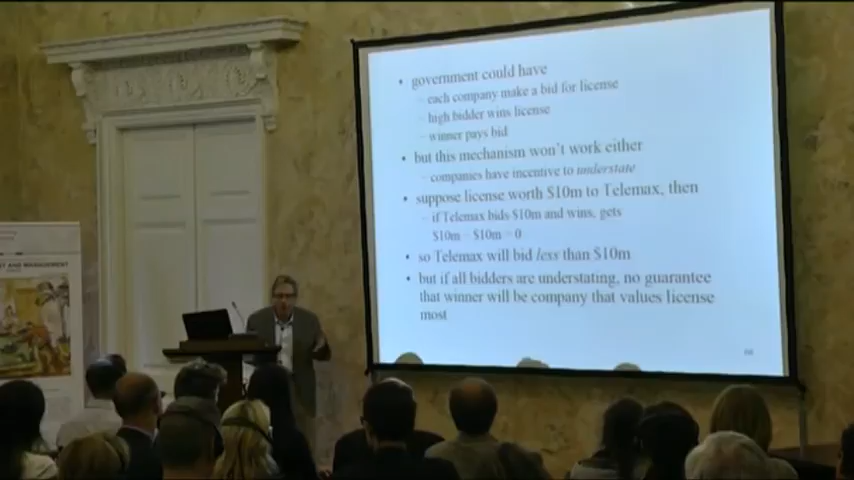 • government could have
– each company make a bid for license
– high bidder wins license
– winner pays bid
• but this mechanism won't work either
– companies have incentive to understate
• suppose license worth $10m to Telemax, then
– if Telemax bids $10m and wins, gets
$10m – $10m = 0
• so Telemax will bid less than $10m
• but if all bidders are understating, no guarantee
that winner will be company that values license
most
AND MANAGEMENT